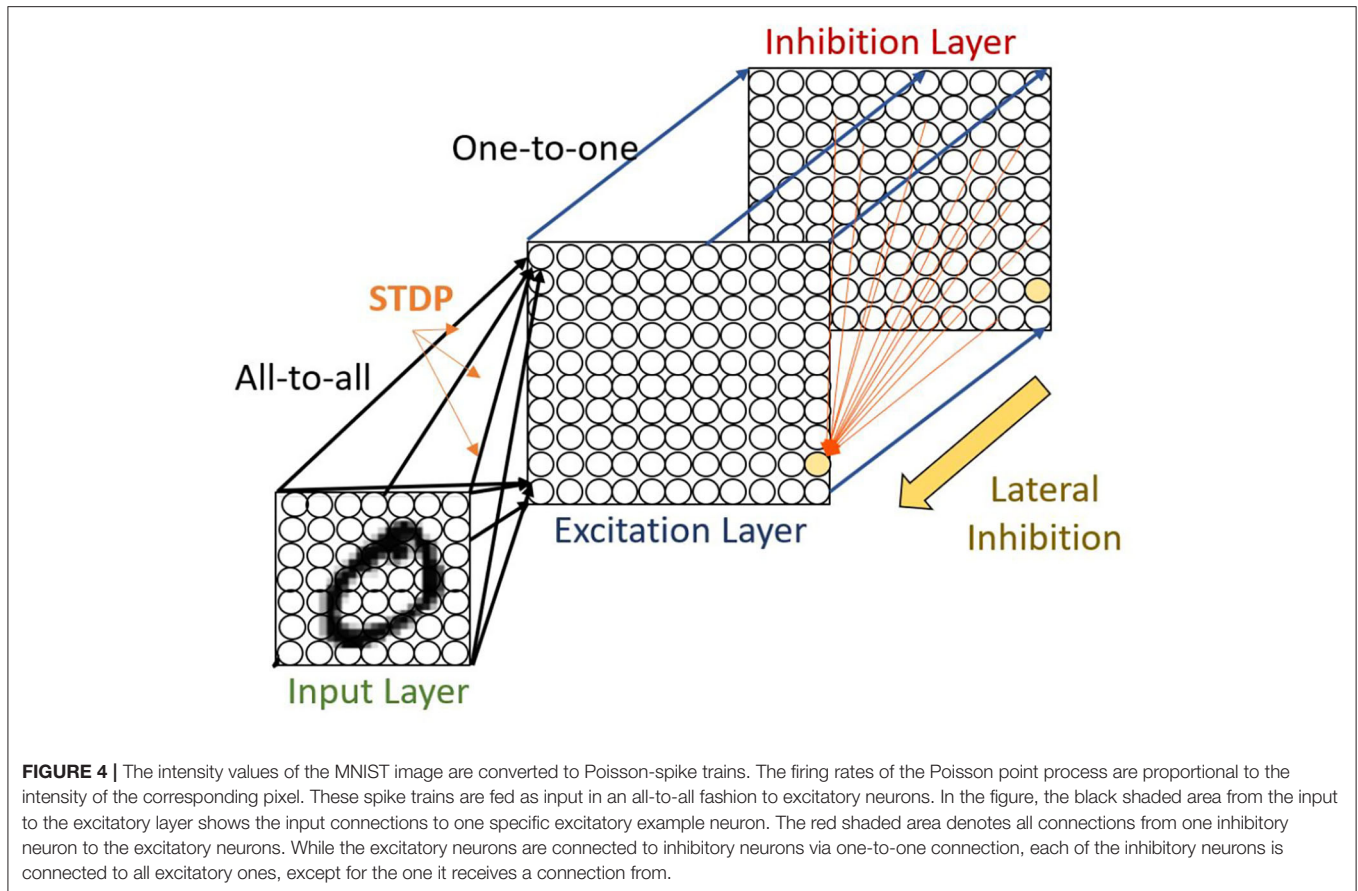 Inhibition Layer
One-to-one
STDP
All-to-all
Excitation Layer
Lateral
Inhibition
Input Layer
FIGURE 4 | The intensity values of the MNIST image are converted to Poisson-spike trains. The firing rates of the Poisson point process are proportional to the
intensity of the corresponding pixel. These spike trains are fed as input in an all-to-all fashion to excitatory neurons. In the figure, the black shaded area from the input
to the excitatory layer shows the input connections to one specific excitatory example neuron. The red shaded area denotes all connections from one inhibitory
neuron to the excitatory neurons. While the excitatory neurons are connected to inhibitory neurons via one-to-one connection, each of the inhibitory neurons is
connected to all excitatory ones, except for the one it receives a connection from.